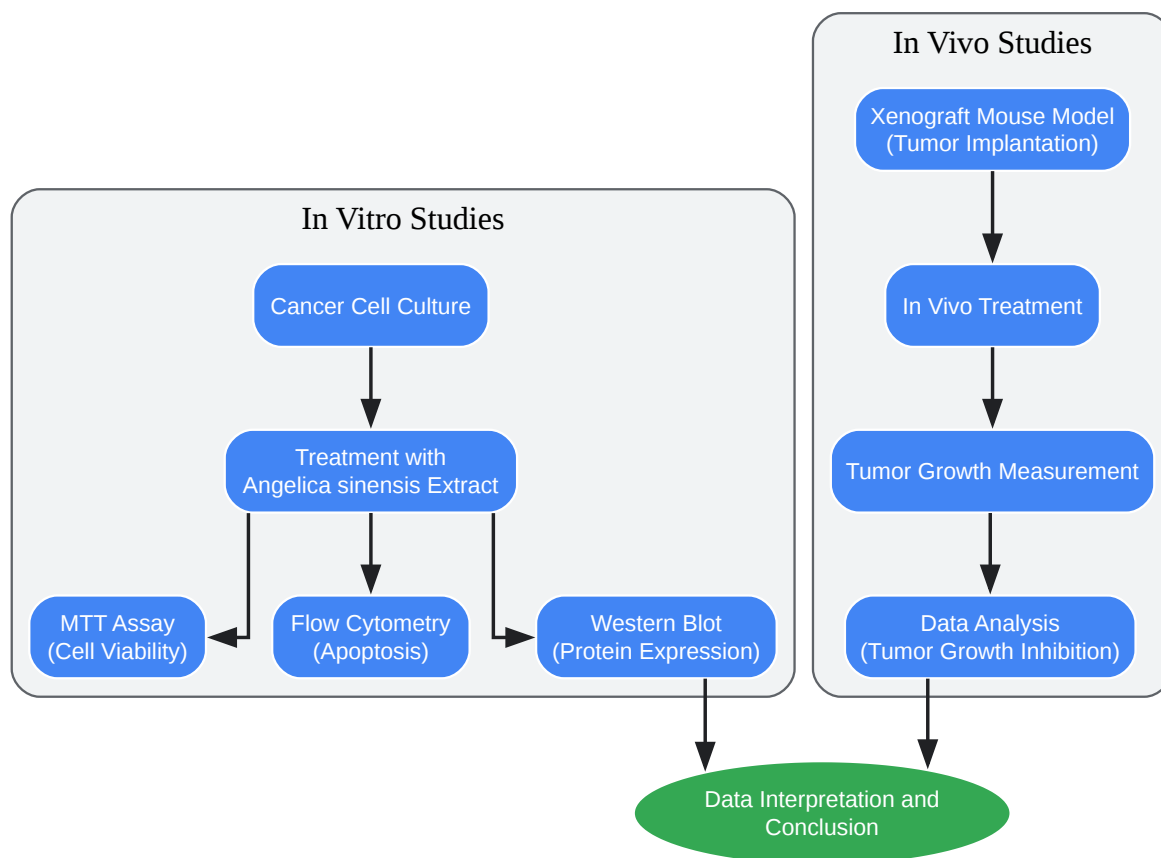 In Vitro Studies
Cancer Cell Culture
Treatment with
Angelica sinensis Extract
MTT Assay
(Cell Viability)
Flow Cytometry
(Apoptosis)
Western Blot
(Protein Expression)
In Vivo Studies
Xenograft Mouse Model
(Tumor Implantation)
In Vivo Treatment
Tumor Growth Measurement
Data Analysis
(Tumor Growth Inhibition)
Data Interpretation and
Conclusion